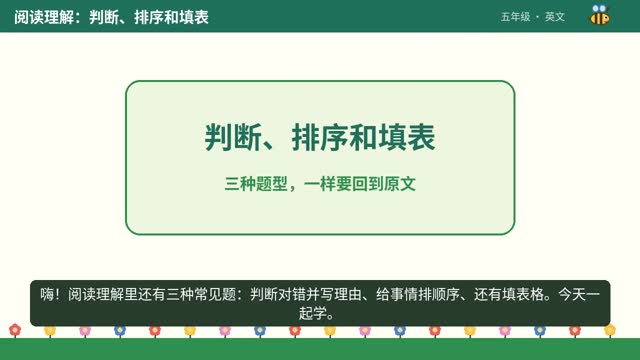 阅读理解：判断、排序和填表
五年级 · 英文
判断、排序和填表
三种题型，一样要回到原文
嗨！阅读理解里还有三种常见题：判断对错并写理由、给事情排顺序、还有填表格。今天一
起学。